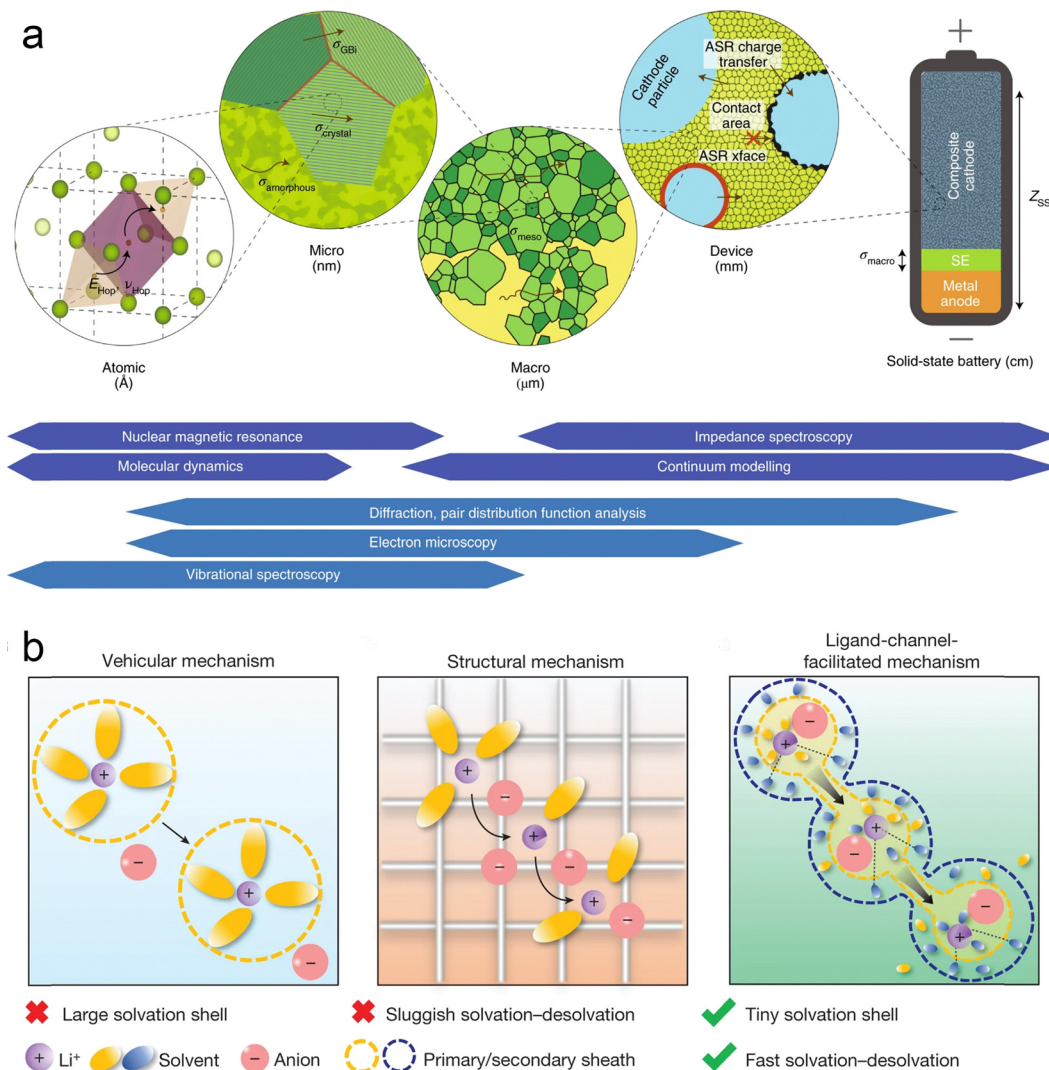 a
σGBi
σcrystal
σamorphous
Micro
(nm)
EHop, νHop
Atomic
(Å)
σmeso
Macro
(μm)
Cathode
particle
ASR charge
transfer
Contact
area
ASR xface
Device
(mm)
+
Composite
cathode
ZSS
σmacro
SE
Metal
anode
−
Solid-state battery (cm)
Nuclear magnetic resonance
Impedance spectroscopy
Molecular dynamics
Continuum modelling
Diffraction, pair distribution function analysis
Electron microscopy
Vibrational spectroscopy
b
Vehicular mechanism
Structural mechanism
Ligand-channel-
facilitated mechanism
+
−
+
−
+
−
+
−
−
+
−
−
+
−
+
−
+
Large solvation shell
Sluggish solvation–desolvation
Tiny solvation shell
+ Li+
Solvent
− Anion
Primary/secondary sheath
Fast solvation–desolvation